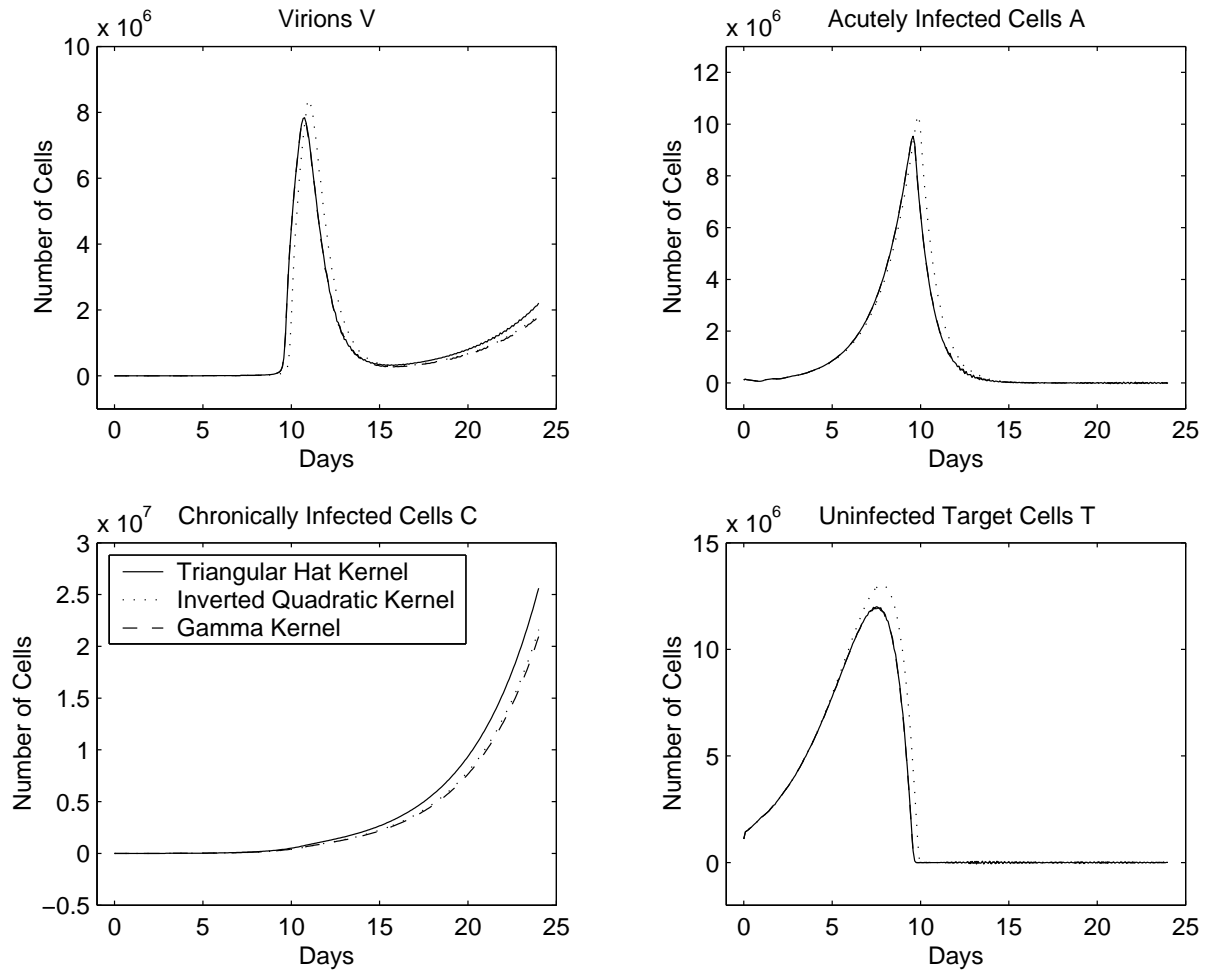 Virions V
x 10^6
10
8
6
4
2
0
Number of Cells
0 5 10 15 20 25
Days
Acutely Infected Cells A
x 10^6
12
10
8
6
4
2
0
Number of Cells
0 5 10 15 20 25
Days
Chronically Infected Cells C
x 10^7
3
2.5
2
1.5
1
0.5
0
−0.5
Number of Cells
Triangular Hat Kernel
Inverted Quadratic Kernel
Gamma Kernel
0 5 10 15 20 25
Days
Uninfected Target Cells T
x 10^6
15
10
5
0
Number of Cells
0 5 10 15 20 25
Days